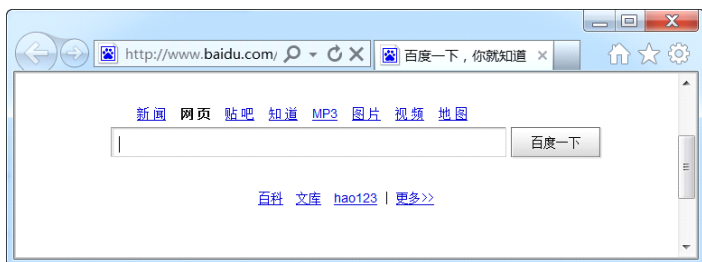 http://www.baidu.com/ 百度一下，你就知道
新闻 网页 贴吧 知道 MP3 图片 视频 地图
百度一下
百科 文库 hao123 | 更多>>